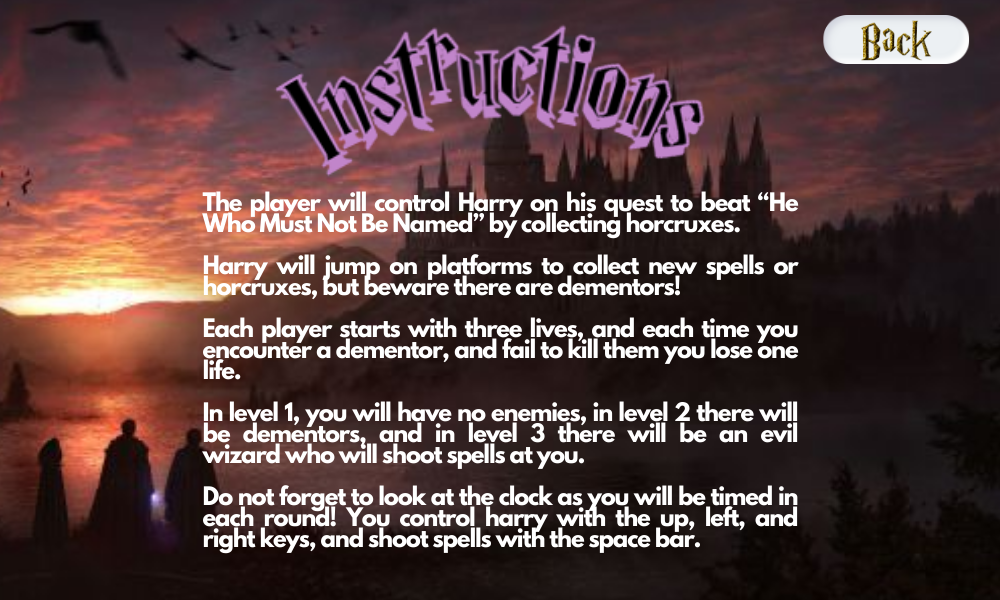 Instructions
Back
The player will control Harry on his quest to beat “He
Who Must Not Be Named” by collecting horcruxes.
Harry will jump on platforms to collect new spells or
horcruxes, but beware there are dementors!
Each player starts with three lives, and each time you
encounter a dementor, and fail to kill them you lose one
life.
In level 1, you will have no enemies, in level 2 there will
be dementors, and in level 3 there will be an evil
wizard who will shoot spells at you.
Do not forget to look at the clock as you will be timed in
each round! You control harry with the up, left, and
right keys, and shoot spells with the space bar.